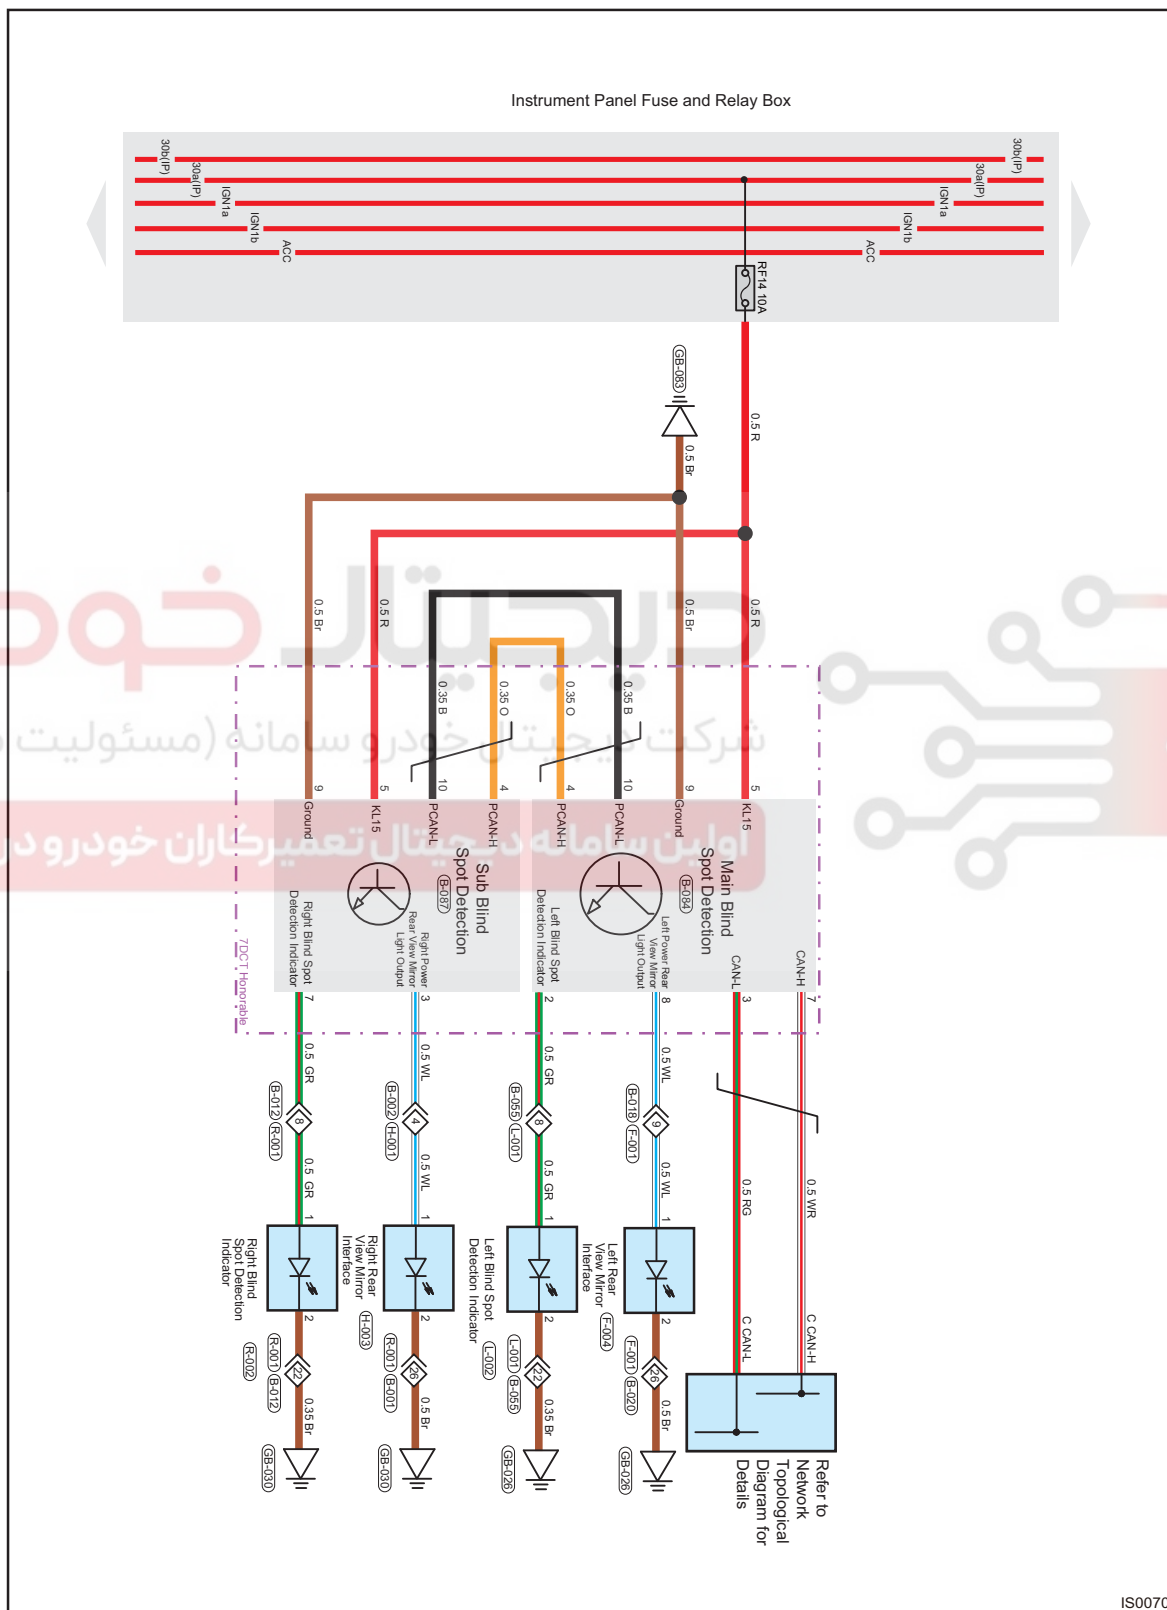 Instrument Panel Fuse and Relay Box
30b(IP)
30b(IP)
30a(IP)
30a(IP)
IGN1a
IGN1a
IGN1b
IGN1b
ACC
ACC
RF14 10A
GB-083
0.5 R
0.5 Br
0.5 Br
0.5 R
0.35 B
0.35 O
0.35 O
0.35 B
0.5 Br
0.5 R
دیجیتال خودرو
شرکت دیجیتال خودرو سامانه (مسئولیت
اولین سامانه دیجیتال تعمیرکاران خودرو در
9
5
10
4
4
10
9
5
Ground
KL15
PCAN-L
PCAN-H
PCAN-H
PCAN-L
Ground
KL15
Sub Blind
Spot Detection
B-087
Main Blind
Spot Detection
B-084
Right Blind Spot
Detection Indicator
Right Power
Rear View Mirror
Light Output
Left Blind Spot
Detection Indicator
Left Power Rear
View Mirror
Light Output
CAN-L
CAN-H
7DCT Honorable
7
3
2
8
3
7
0.5 GR
0.5 WL
0.5 GR
0.5 WL
B-012
R-001
8
B-002
H-001
4
B-055
L-001
8
B-018
F-001
9
0.5 GR
0.5 WL
0.5 GR
0.5 WL
0.5 RG
0.5 WR
1
1
1
1
Right Blind
Spot Detection
Indicator
R-002
Right Rear
View Mirror
Interface
H-003
Left Blind Spot
Detection Indicator
L-002
Left Rear
View Mirror
Interface
F-004
2
2
2
2
C CAN-L
C CAN-H
R-001
B-012
22
R-001
B-001
26
L-001
B-055
22
F-001
B-020
26
0.35 Br
0.5 Br
0.35 Br
0.5 Br
GB-030
GB-030
GB-026
GB-026
Refer to
Network
Topological
Diagram for
Details
IS0070